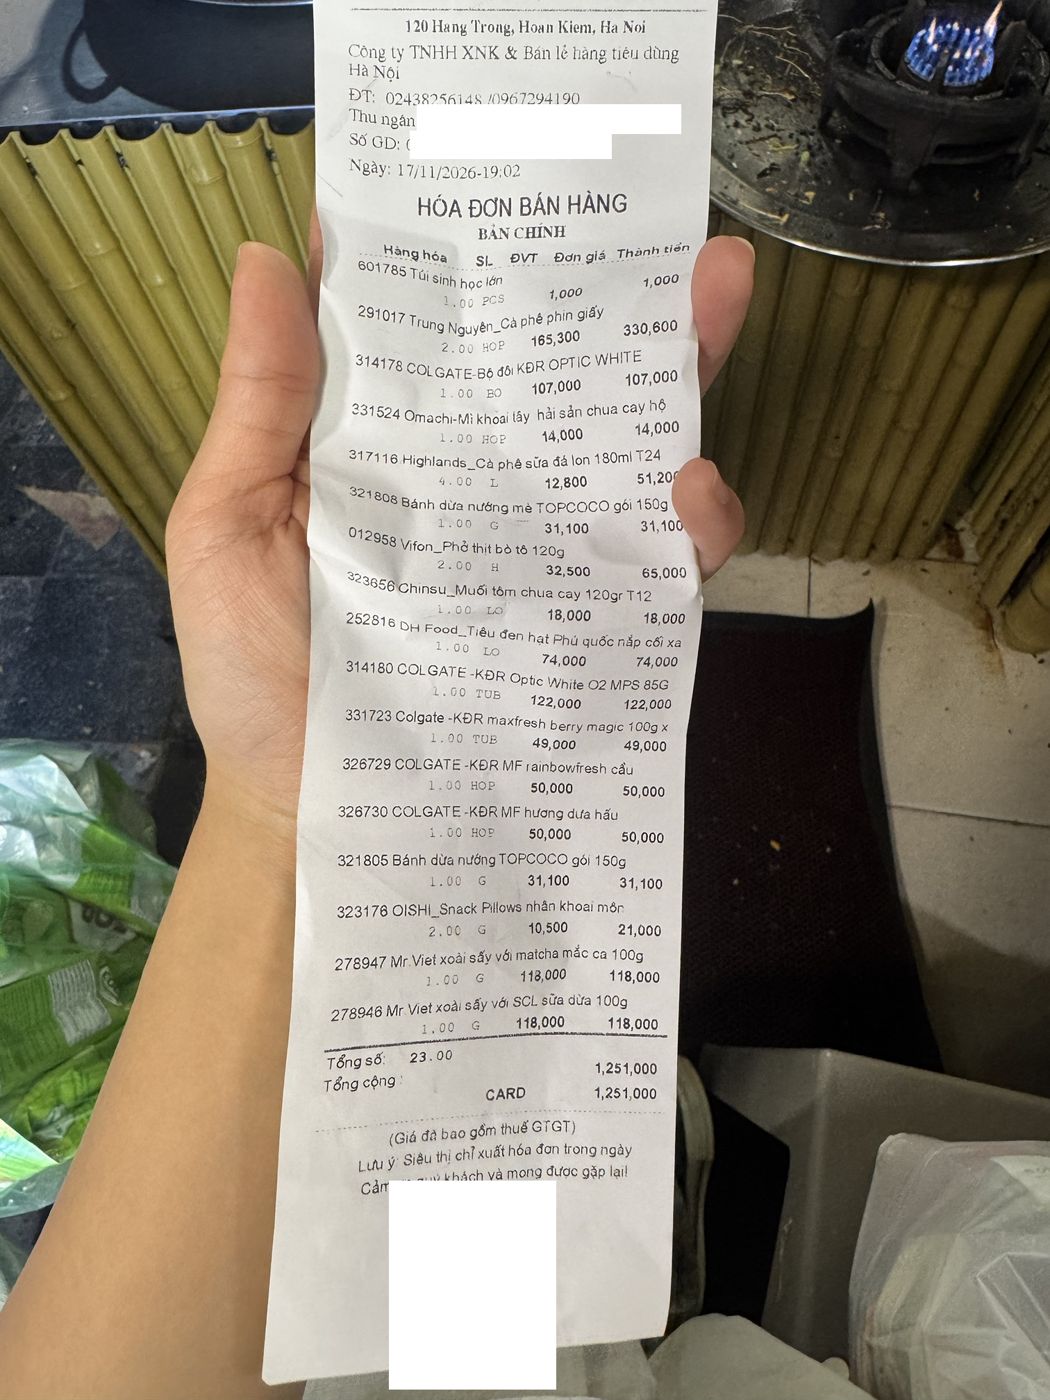 120 Hang Trong, Hoan Kiem, Ha Noi
Công ty TNHH XNK & Bán lẻ hàng tiêu dùng
Hà Nội
ĐT: 02438256148 /0967294190
Thu ngân
Số GD:
Ngày: 17/11/2026-19:02
HÓA ĐƠN BÁN HÀNG
BẢN CHÍNH
Hàng hóa SL ĐVT Đơn giá Thành tiền
601785 Túi sinh học lớn
1.00 PCS 1,000 1,000
291017 Trung Nguyên_Cà phê phin giấy
2.00 HOP 165,300 330,600
314178 COLGATE-Bộ đôi KĐR OPTIC WHITE
1.00 BO 107,000 107,000
331524 Omachi-Mì khoai tây hải sản chua cay hộ
1.00 HOP 14,000 14,000
317116 Highlands_Cà phê sữa đá lon 180ml T24
4.00 L 12,800 51,200
321808 Bánh dừa nướng mè TOPCOCO gói 150g
1.00 G 31,100 31,100
012958 Vifon_Phở thịt bò tô 120g
2.00 H 32,500 65,000
323656 Chinsu_Muối tôm chua cay 120gr T12
1.00 LO 18,000 18,000
252816 DH Food_Tiêu đen hạt Phú quốc nắp cối xa
1.00 LO 74,000 74,000
314180 COLGATE -KĐR Optic White O2 MPS 85G
1.00 TUB 122,000 122,000
331723 Colgate -KĐR maxfresh berry magic 100g x
1.00 TUB 49,000 49,000
326729 COLGATE -KĐR MF rainbowfresh cầu
1.00 HOP 50,000 50,000
326730 COLGATE -KĐR MF hương dưa hấu
1.00 HOP 50,000 50,000
321805 Bánh dừa nướng TOPCOCO gói 150g
1.00 G 31,100 31,100
323176 OISHI_Snack Pillows nhân khoai môn
2.00 G 10,500 21,000
278947 Mr.Viet xoài sấy với matcha mắc ca 100g
1.00 G 118,000 118,000
278946 Mr.Viet xoài sấy với SCL sữa dừa 100g
1.00 G 118,000 118,000
Tổng số: 23.00
Tổng cộng : 1,251,000
CARD 1,251,000
(Giá đã bao gồm thuế GTGT)
Lưu ý: Siêu thị chỉ xuất hóa đơn trong ngày
Cảm quý khách và mong được gặp lại!